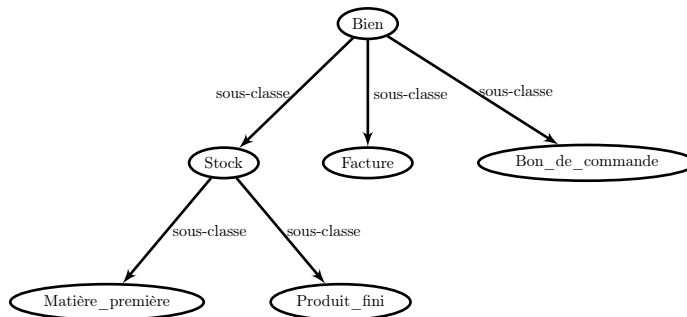 Bien
sous-classe
sous-classe
sous-classe
Stock
Facture
Bon_de_commande
sous-classe
sous-classe
Matière_première
Produit_fini